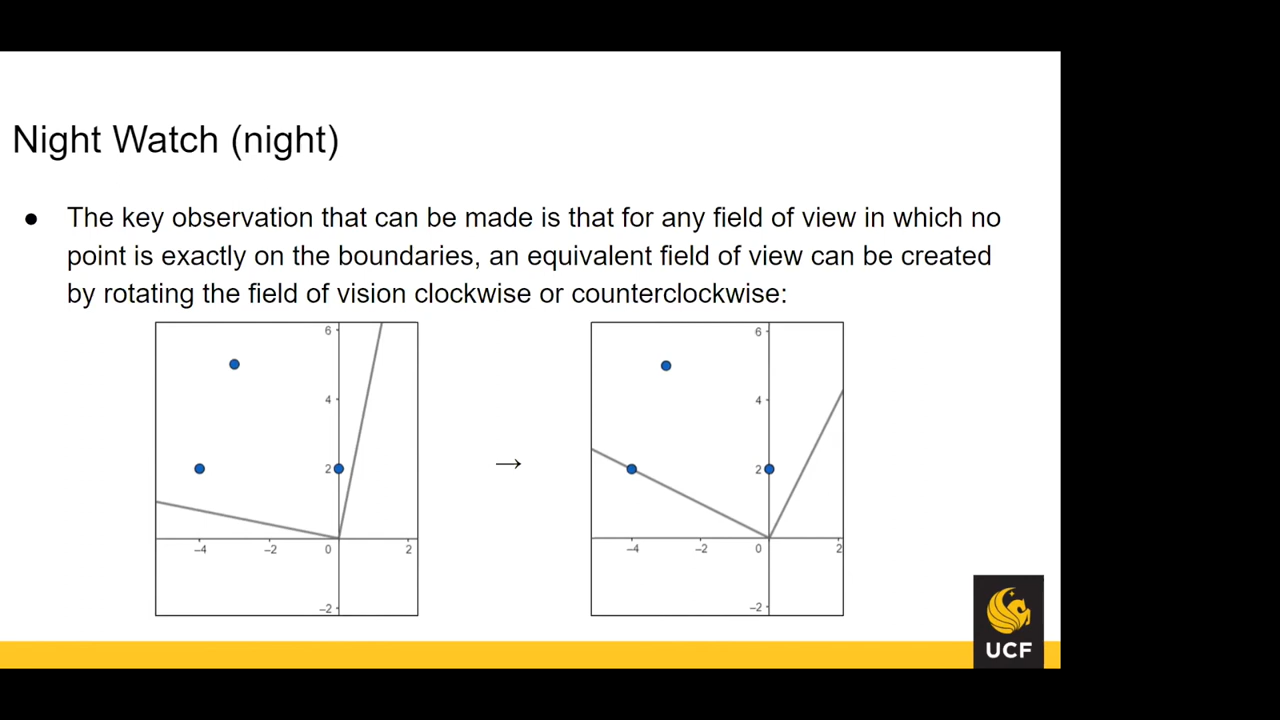 Night Watch (night)
● The key observation that can be made is that for any field of view in which no
point is exactly on the boundaries, an equivalent field of view can be created
by rotating the field of vision clockwise or counterclockwise:
6
4
2
–4 –2 0 2
–2
→
6
4
2
–4 –2 0 2
–2
UCF